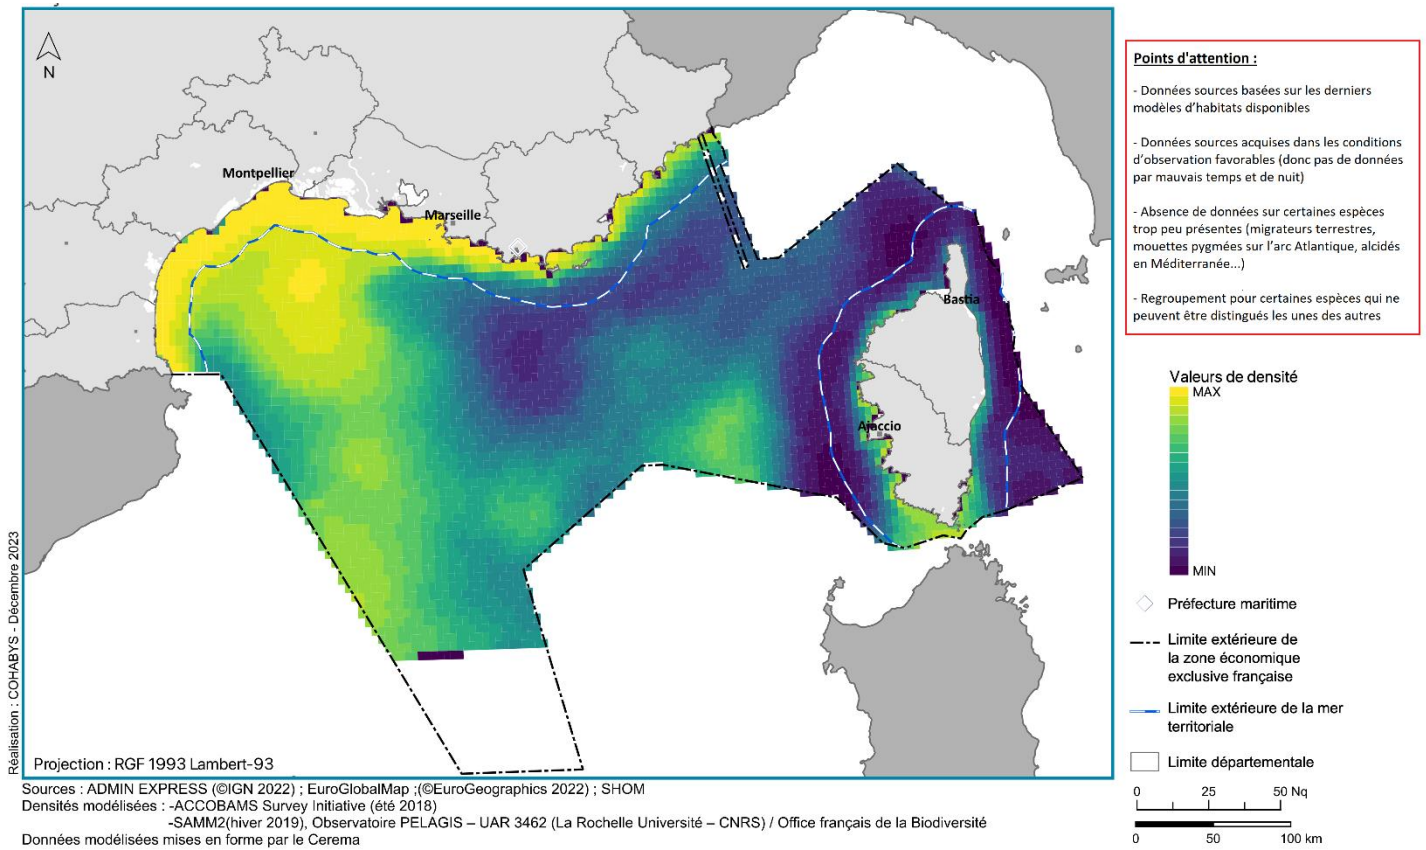 N
Montpellier
Marseille
Bastia
Ajaccio
Réalisation : COHABYS - Décembre 2023
Projection : RGF 1993 Lambert-93
Sources : ADMIN EXPRESS (©IGN 2022) ; EuroGlobalMap ;(©EuroGeographics 2022) ; SHOM
Densités modélisées : -ACCOBAMS Survey Initiative (été 2018)
-SAMM2(hiver 2019), Observatoire PELAGIS – UAR 3462 (La Rochelle Université – CNRS) / Office français de la Biodiversité
Données modélisées mises en forme par le Cerema
Points d'attention :
- Données sources basées sur les derniers
modèles d'habitats disponibles
- Données sources acquises dans les conditions
d'observation favorables (donc pas de données
par mauvais temps et de nuit)
- Absence de données sur certaines espèces
trop peu présentes (migrateurs terrestres,
mouettes pygmées sur l'arc Atlantique, alcidés
en Méditerranée...)
- Regroupement pour certaines espèces qui ne
peuvent être distingués les unes des autres
Valeurs de densité
MAX
MIN
Préfecture maritime
Limite extérieure de
la zone économique
exclusive française
Limite extérieure de la mer
territoriale
Limite départementale
0 25 50 Nq
0 50 100 km